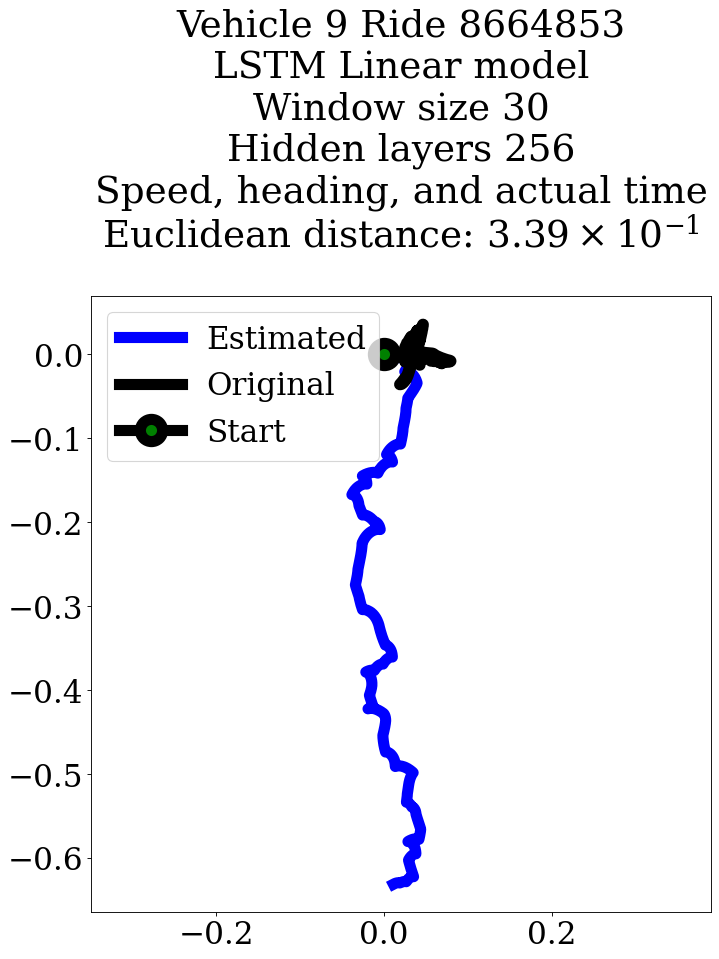 Vehicle 9 Ride 8664853
LSTM Linear model
Window size 30
Hidden layers 256
Speed, heading, and actual time
Euclidean distance: 3.39 × 10⁻¹
Estimated
Original
Start
0.0
−0.1
−0.2
−0.3
−0.4
−0.5
−0.6
−0.2 0.0 0.2